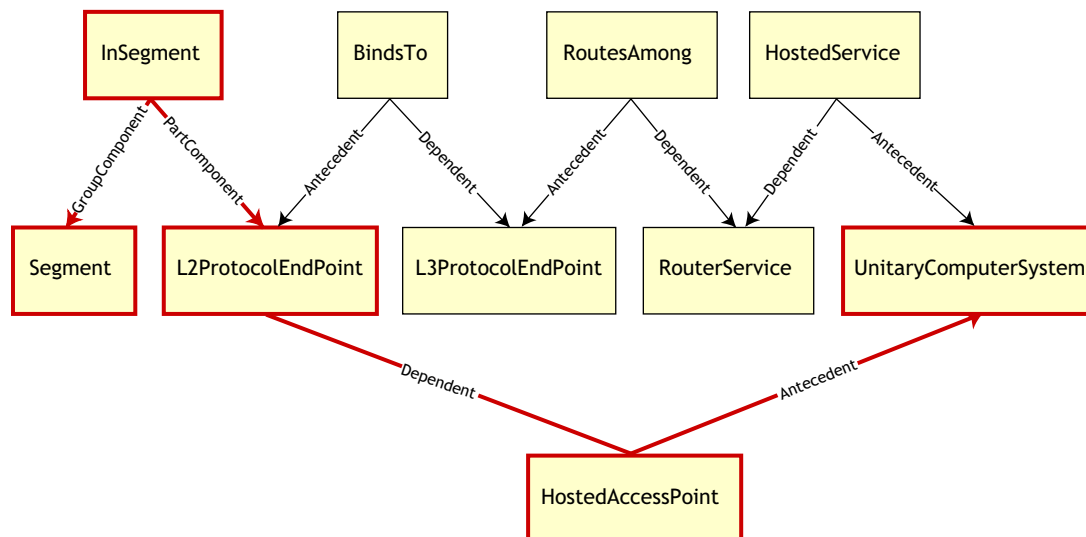 InSegment
BindsTo
RoutesAmong
HostedService
GroupComponent
PartComponent
Antecedent
Dependent
Antecedent
Dependent
Dependent
Antecedent
Segment
L2ProtocolEndPoint
L3ProtocolEndPoint
RouterService
UnitaryComputerSystem
Dependent
Antecedent
HostedAccessPoint